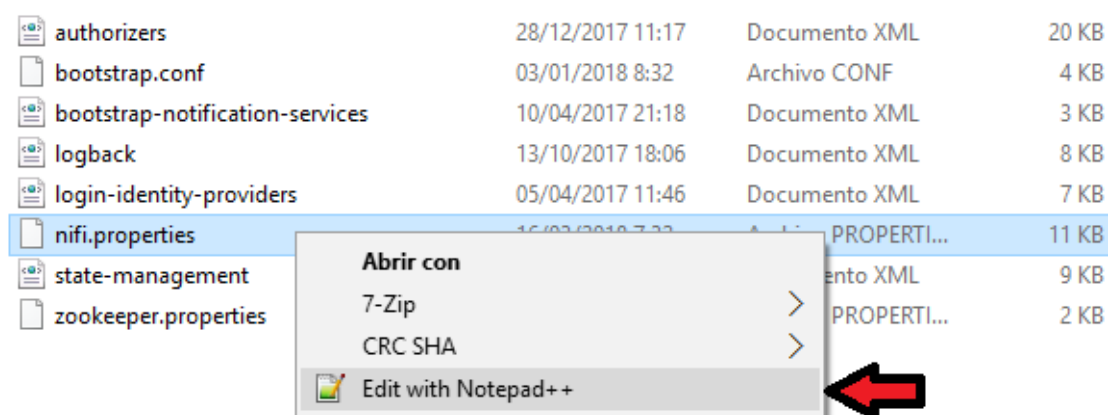 authorizers 28/12/2017 11:17 Documento XML 20 KB
bootstrap.conf 03/01/2018 8:32 Archivo CONF 4 KB
bootstrap-notification-services 10/04/2017 21:18 Documento XML 3 KB
logback 13/10/2017 18:06 Documento XML 8 KB
login-identity-providers 05/04/2017 11:46 Documento XML 7 KB
nifi.properties PROPERTI... 11 KB
Abrir con
state-management XML 9 KB
7-Zip
zookeeper.properties PROPERTI... 2 KB
CRC SHA
Edit with Notepad++